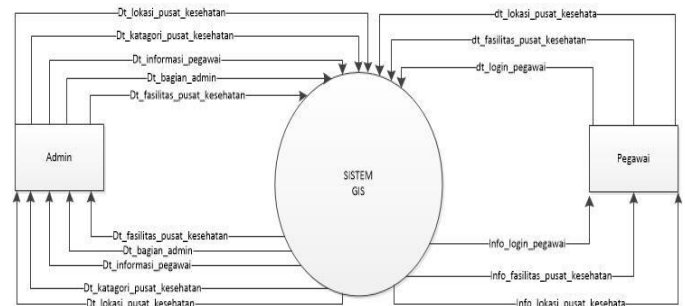 Dt_lokasi_pusat_kesehatan
Dt_katagori_pusat_kesehatan
Dt_informasi_pegawai
Dt_bagian_admin
Dt_fasilitas_pusat_kesehatan
dt_lokasi_pusat_kesehata
dt_fasilitas_pusat_kesehatan
dt_login_pegawai
Admin
SISTEM
GIS
Pegawai
Dt_fasilitas_pusat_kesehatan
Dt_bagian_admin
Dt_informasi_pegawai
Dt_katagori_pusat_kesehatan
Dt_lokasi_pusat_kesehatan
Info_login_pegawai
Info_fasilitas_pusat_kesehatan
Info_lokasi_pusat_kesehata